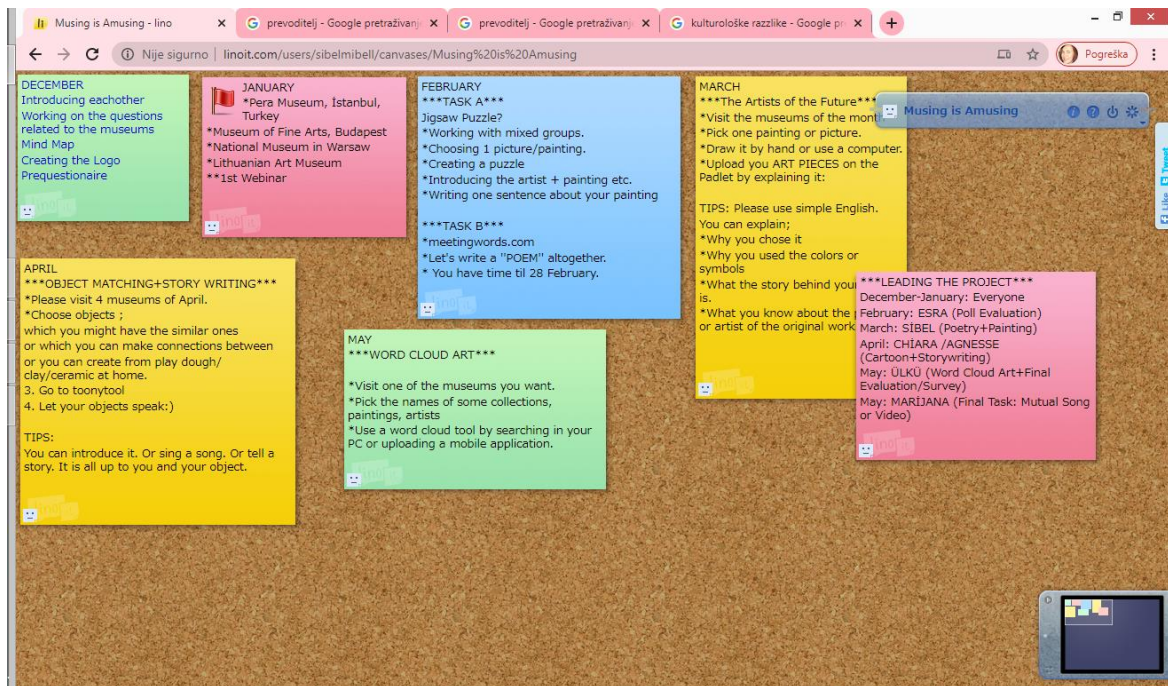 Musing is Amusing - lino
prevoditelj - Google pretraživanj
prevoditelj - Google pretraživanj
kulturološke razzlike - Google pr
Nije sigurno
linoit.com/users/sibelmibell/canvases/Musing%20is%20Amusing
Pogreška
DECEMBER
Introducing eachother
Working on the questions
related to the museums
Mind Map
Creating the Logo
Prequestionaire
JANUARY
*Pera Museum, İstanbul,
Turkey
*Museum of Fine Arts, Budapest
*National Museum in Warsaw
*Lithuanian Art Museum
**1st Webinar
FEBRUARY
***TASK A***
Jigsaw Puzzle?
*Working with mixed groups.
*Choosing 1 picture/painting.
*Creating a puzzle
*Introducing the artist + painting etc.
*Writing one sentence about your painting
***TASK B***
*meetingwords.com
*Let's write a "POEM" altogether.
* You have time til 28 February.
MARCH
***The Artists of the Future***
*Visit the museums of the month
*Pick one painting or picture.
*Draw it by hand or use a computer.
*Upload you ART PIECES on the
Padlet by explaining it:
TIPS: Please use simple English.
You can explain;
*Why you chose it
*Why you used the colors or
symbols
*What the story behind your
is.
*What you know about the
or artist of the original work
Musing is Amusing
Tweet
Like
APRIL
***OBJECT MATCHING+STORY WRITING***
*Please visit 4 museums of April.
*Choose objects ;
which you might have the similar ones
or which you can make connections between
or you can create from play dough/
clay/ceramic at home.
3. Go to toonytool
4. Let your objects speak:)
TIPS:
You can introduce it. Or sing a song. Or tell a
story. It is all up to you and your object.
MAY
***WORD CLOUD ART***
*Visit one of the museums you want.
*Pick the names of some collections,
paintings, artists
*Use a word cloud tool by searching in your
PC or uploading a mobile application.
***LEADING THE PROJECT***
December-January: Everyone
February: ESRA (Poll Evaluation)
March: SİBEL (Poetry+Painting)
April: CHİARA /AGNESSE
(Cartoon+Storywriting)
May: ÜLKÜ (Word Cloud Art+Final
Evaluation/Survey)
May: MARİJANA (Final Task: Mutual Song
or Video)